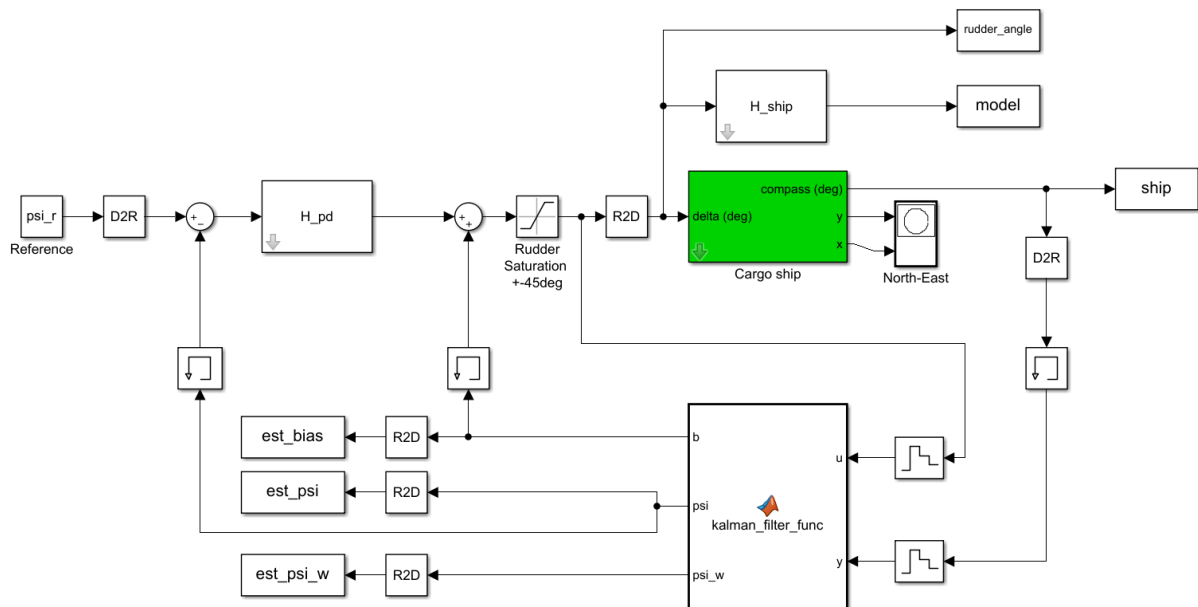 rudder_angle
H_ship
model
psi_r
Reference
D2R
+
−
H_pd
+
+
Rudder
Saturation
+-45deg
R2D
delta (deg)
compass (deg)
y
x
Cargo ship
North-East
ship
D2R
est_bias
R2D
est_psi
R2D
est_psi_w
R2D
b
psi
psi_w
kalman_filter_func
u
y